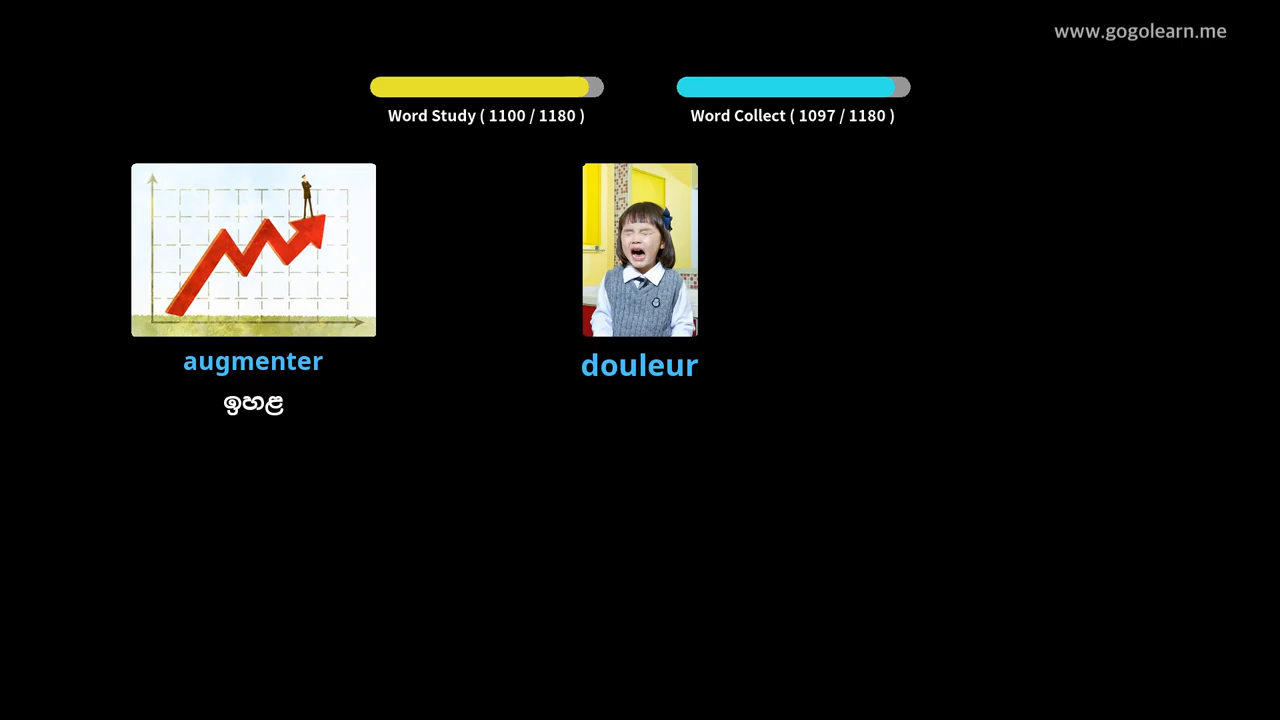 www.gogolearn.me
Word Study ( 1100 / 1180 )
Word Collect ( 1097 / 1180 )
augmenter
ඉහළ
douleur